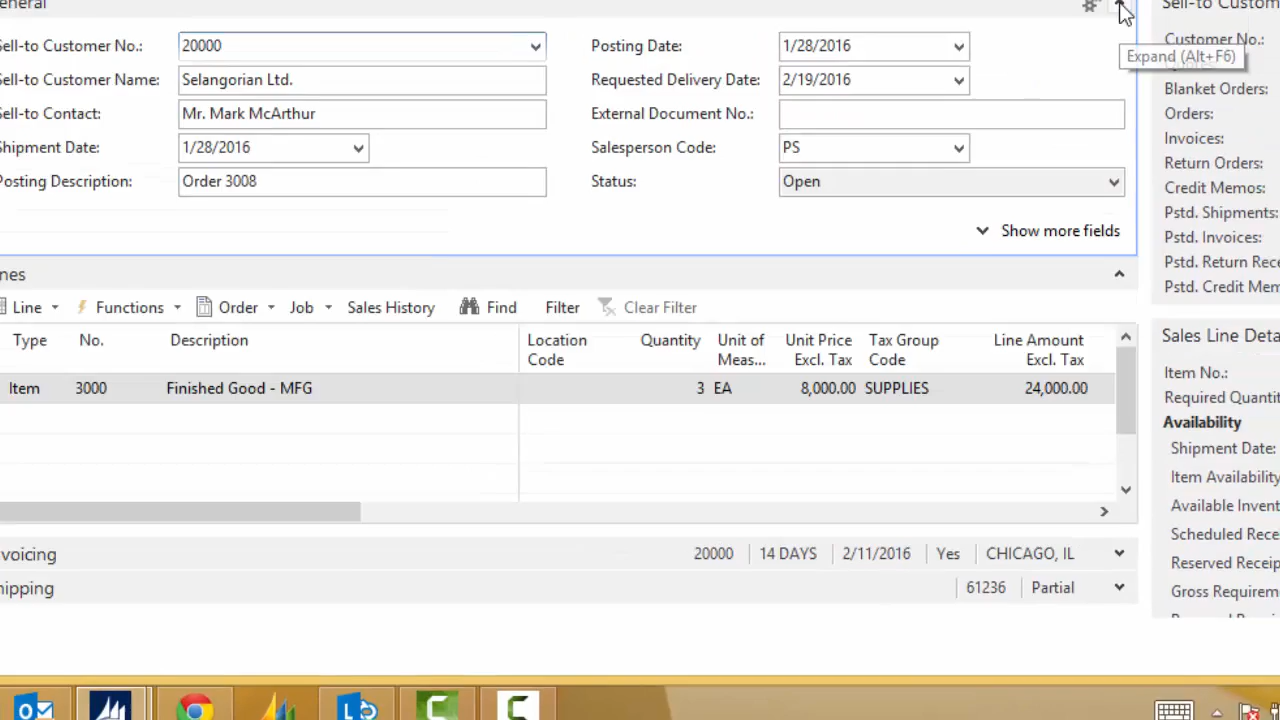 eneral
Sell-to Custom
Sell-to Customer No.: 20000 Posting Date: 1/28/2016
Customer No.:
Expand (Alt+F6)
Sell-to Customer Name: Selangorian Ltd. Requested Delivery Date: 2/19/2016
Blanket Orders:
Sell-to Contact: Mr. Mark McArthur External Document No.:
Orders:
Invoices:
Shipment Date: 1/28/2016 Salesperson Code: PS
Return Orders:
Posting Description: Order 3008 Status: Open
Credit Memos:
Pstd. Shipments:
Show more fields
Pstd. Invoices:
Pstd. Return Rece
Pstd. Credit Mem
nes
Line Functions Order Job Sales History Find Filter Clear Filter
Type No. Description Location Code Quantity Unit of Meas... Unit Price Excl. Tax Tax Group Code Line Amount Excl. Tax
Item 3000 Finished Good - MFG 3 EA 8,000.00 SUPPLIES 24,000.00
Sales Line Deta
Item No.:
Required Quantit
Availability
Shipment Date:
Item Availability
Available Invent
Scheduled Rece
Reserved Receip
Gross Requirem
voicing 20000 14 DAYS 2/11/2016 Yes CHICAGO, IL
hipping 61236 Partial